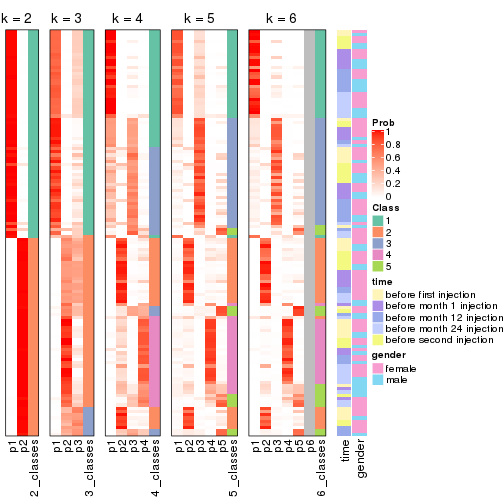 k = 2 k = 3 k = 4 k = 5 k = 6
Prob
1
0.8
0.6
0.4
0.2
0
Class
1
2
3
4
5
time
before first injection
before month 1 injection
before month 12 injection
before month 24 injection
before second injection
gender
female
male
p1 p2 2_classes p1 p2 p3 3_classes p1 p2 p3 p4 4_classes p1 p2 p3 p4 p5 5_classes p1 p2 p3 p4 p5 p6 6_classes time gender